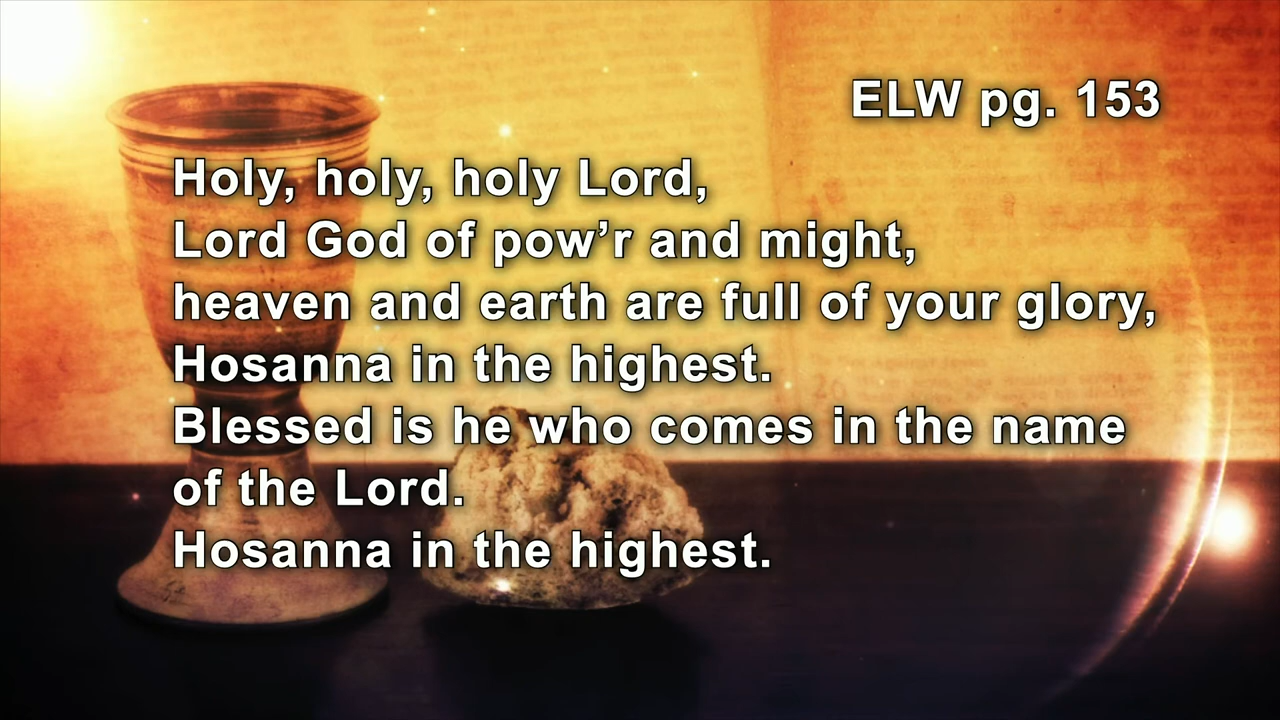 ELW pg. 153
Holy, holy, holy Lord,
Lord God of pow’r and might,
heaven and earth are full of your glory,
Hosanna in the highest.
Blessed is he who comes in the name
of the Lord.
Hosanna in the highest.